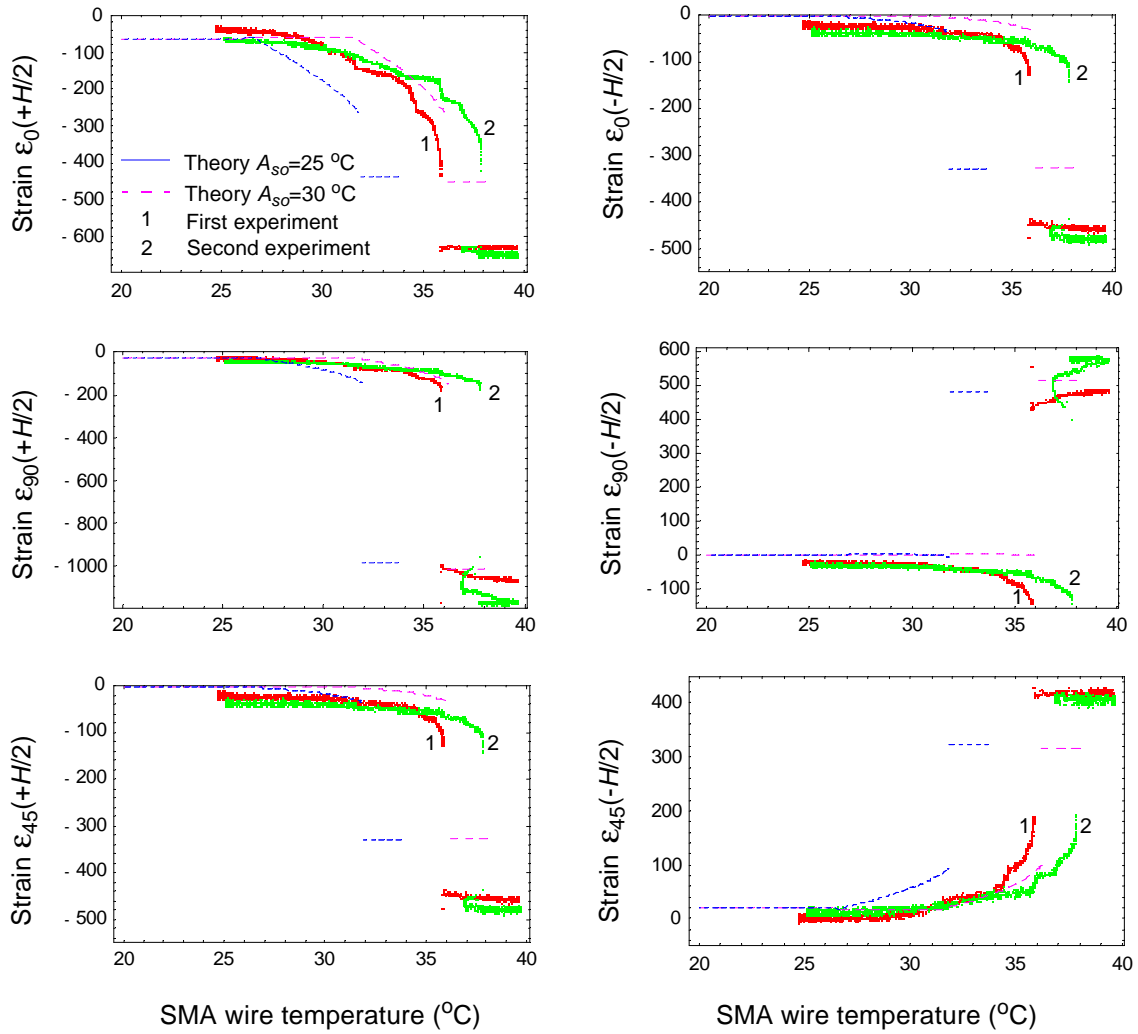 Strain ε0(+H/2)
0
- 100
- 200
- 300
- 400
- 500
- 600
Theory Aso=25 °C
Theory Aso=30 °C
1 First experiment
2 Second experiment
1
2
20 25 30 35 40
Strain ε0(-H/2)
0
- 100
- 200
- 300
- 400
- 500
1
2
20 25 30 35 40
Strain ε90(+H/2)
0
- 200
- 400
- 600
- 800
- 1000
1
2
20 25 30 35 40
Strain ε90(-H/2)
600
500
400
300
200
100
0
- 100
1
2
20 25 30 35 40
Strain ε45(+H/2)
0
- 100
- 200
- 300
- 400
- 500
1
2
20 25 30 35 40
SMA wire temperature (°C)
Strain ε45(-H/2)
400
300
200
100
0
1
2
20 25 30 35 40
SMA wire temperature (°C)